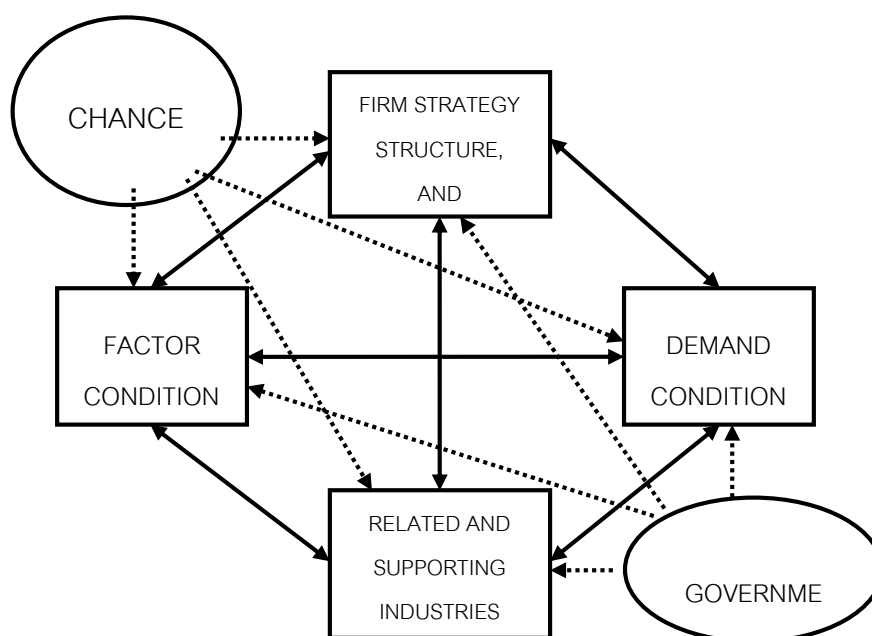 CHANCE
FIRM STRATEGY
STRUCTURE,
AND
FACTOR
CONDITION
DEMAND
CONDITION
RELATED AND
SUPPORTING
INDUSTRIES
GOVERNME